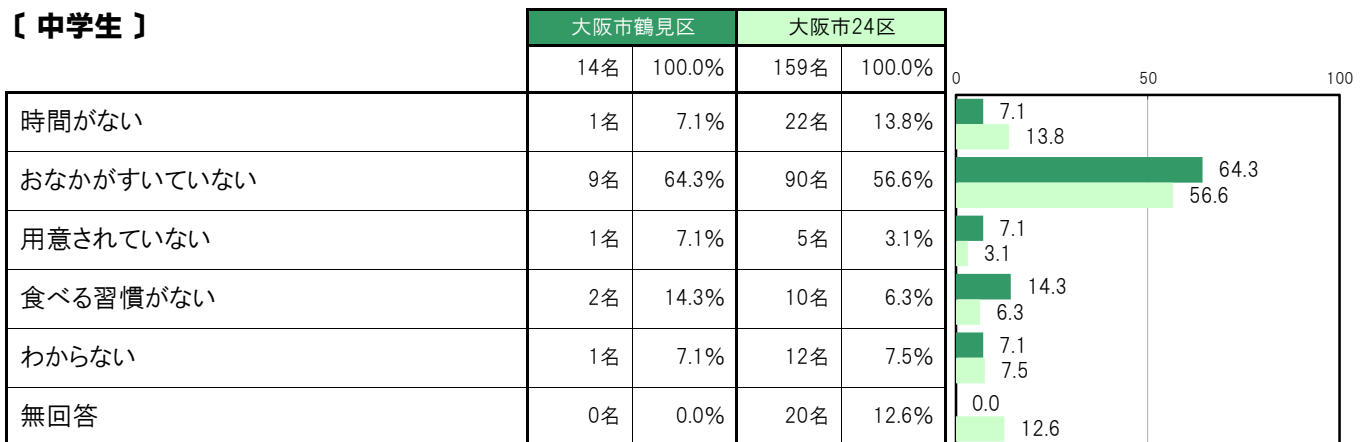 〔 中学生 〕
大阪市鶴見区 大阪市24区
14名 100.0% 159名 100.0%
0 50 100
時間がない 1名 7.1% 22名 13.8%
7.1
13.8
おなかがすいていない 9名 64.3% 90名 56.6%
64.3
56.6
用意されていない 1名 7.1% 5名 3.1%
7.1
3.1
食べる習慣がない 2名 14.3% 10名 6.3%
14.3
6.3
わからない 1名 7.1% 12名 7.5%
7.1
7.5
無回答 0名 0.0% 20名 12.6%
0.0
12.6